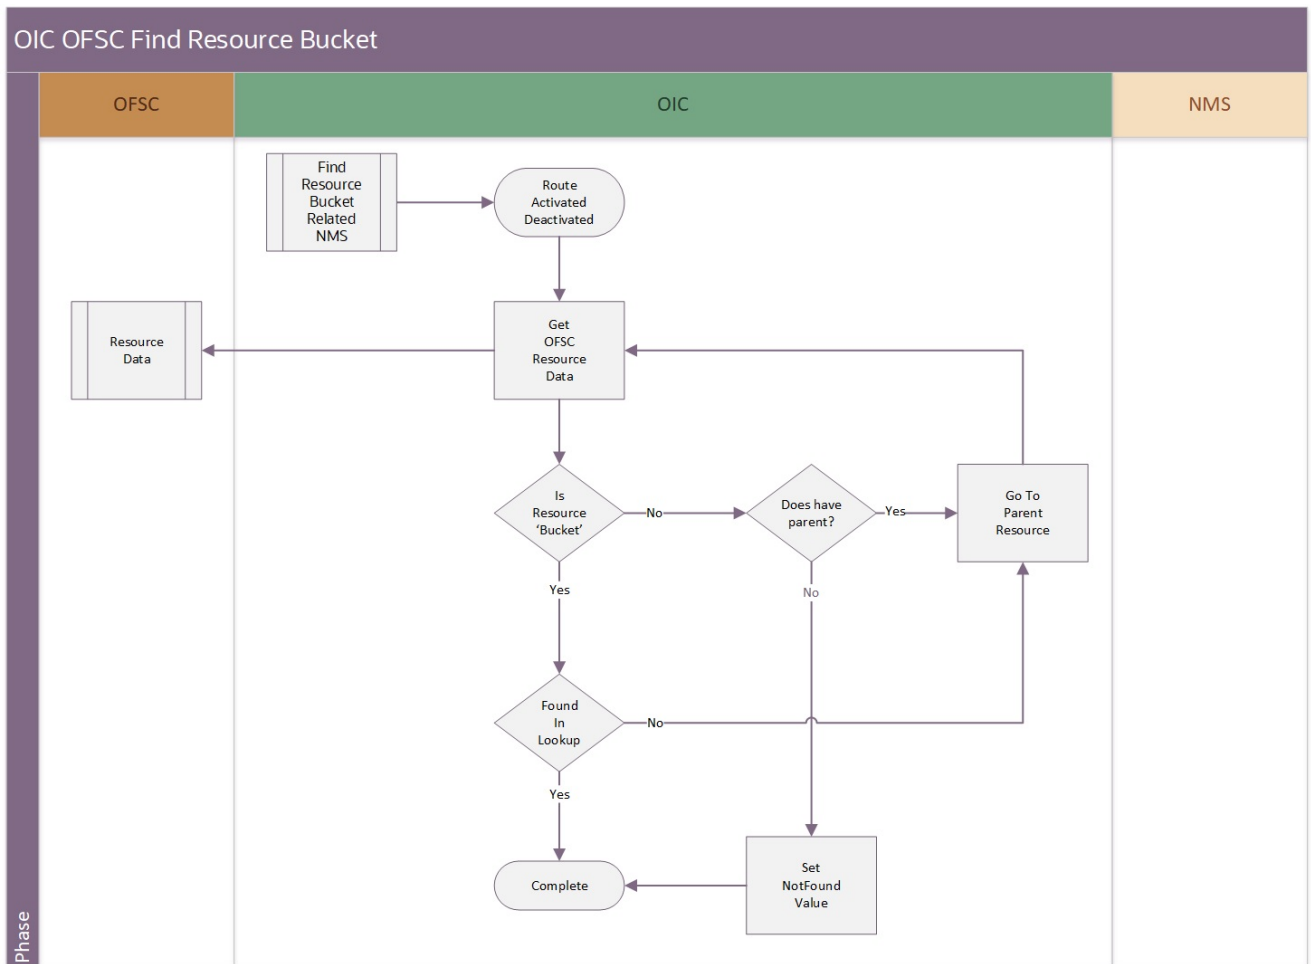 OIC OFSC Find Resource Bucket
OFSC
OIC
NMS
Find
Resource
Bucket
Related
NMS
Route
Activated
Deactivated
Resource
Data
Get
OFSC
Resource
Data
Is
Resource
‘Bucket’
No
Does have
parent?
Yes
Go To
Parent
Resource
Yes
No
Found
In
Lookup
No
Yes
Complete
Set
NotFound
Value
Phase